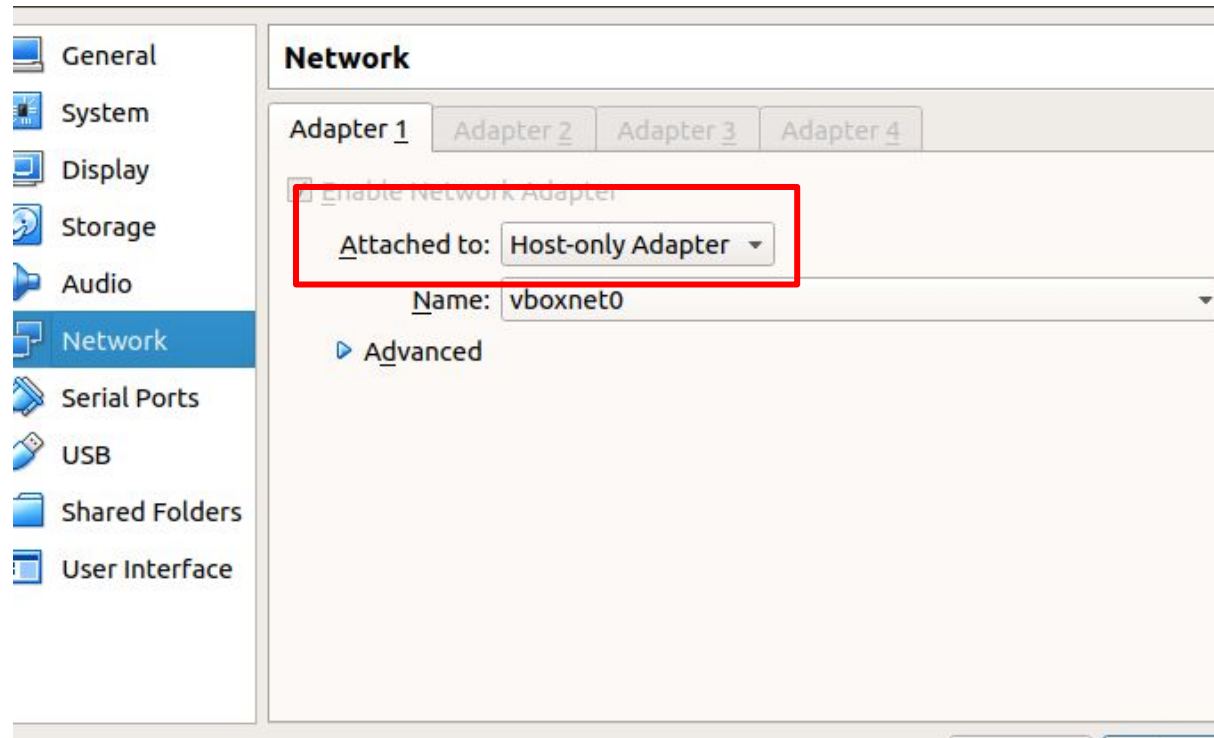 General
System
Display
Storage
Audio
Network
Serial Ports
USB
Shared Folders
User Interface
Network
Adapter 1 Adapter 2 Adapter 3 Adapter 4
Enable Network Adapter
Attached to: Host-only Adapter
Name: vboxnet0
Advanced